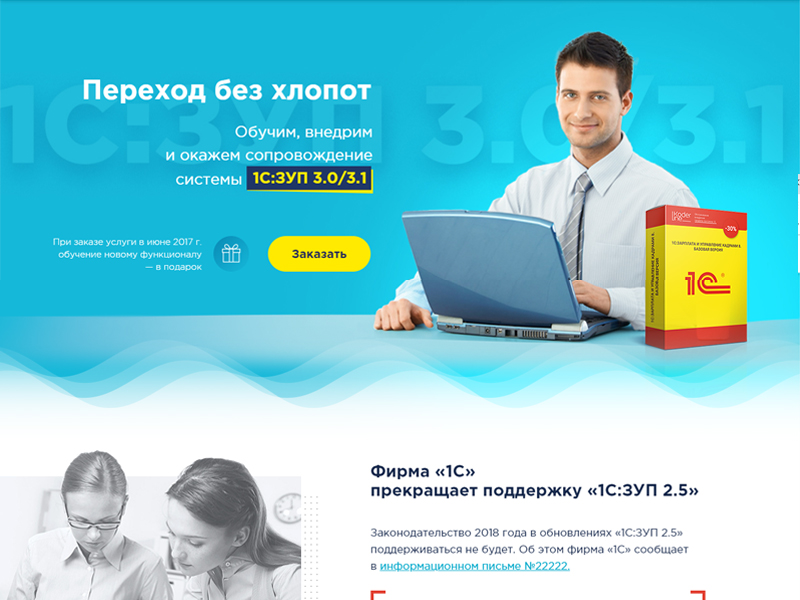 1С:ЗУП 3.0/3.1
Переход без хлопот
Обучим, внедрим
и окажем сопровождение
системы 1С:ЗУП 3.0/3.1
При заказе услуги в июне 2017 г.
обучение новому функционалу
— в подарок
Заказать
Koder
line
-30%
1С:ЗАРПЛАТА И УПРАВЛЕНИЕ КАДРАМИ 8.
БАЗОВАЯ ВЕРСИЯ
1С
Фирма «1С»
прекращает поддержку «1С:ЗУП 2.5»
Законодательство 2018 года в обновлениях «1С:ЗУП 2.5»
поддерживаться не будет. Об этом фирма «1С» сообщает
в информационном письме №22222.